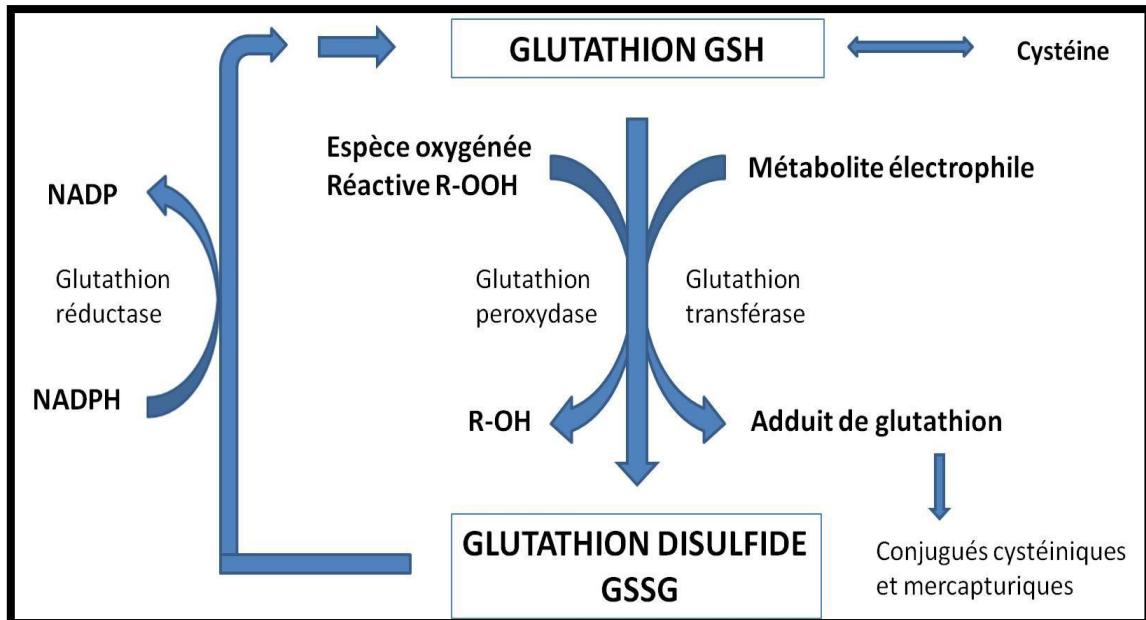 GLUTATHION GSH
Cystéine
Espèce oxygénée
Réactive R-OOH
Métabolite électrophile
NADP
Glutathion
réductase
Glutathion
peroxydase
Glutathion
transférase
NADPH
R-OH
Adduit de glutathion
GLUTATHION DISULFIDE
GSSG
Conjugués cystéiniques
et mercapturiques